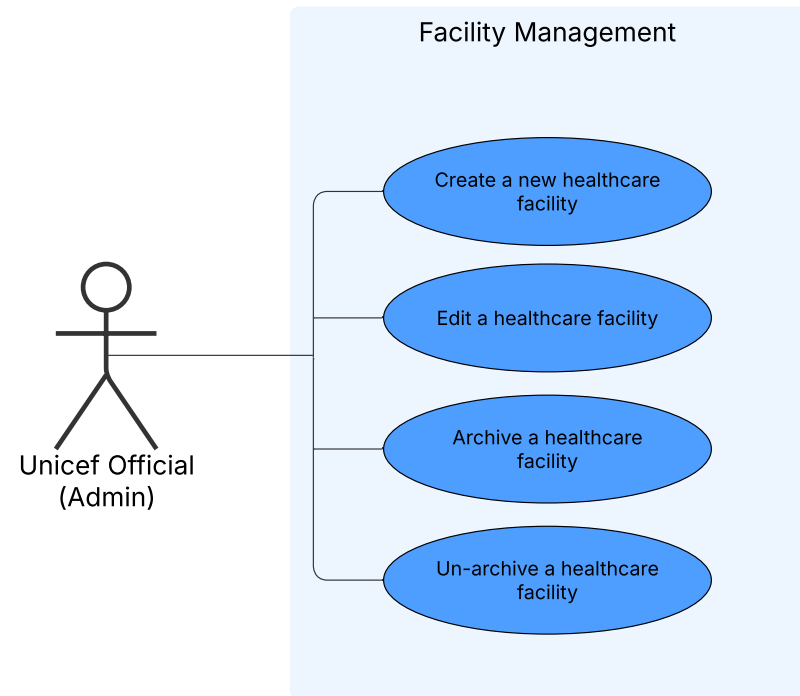 Facility Management
Create a new healthcare
facility
Edit a healthcare facility
Archive a healthcare
facility
Un-archive a healthcare
facility
Unicef Official
(Admin)